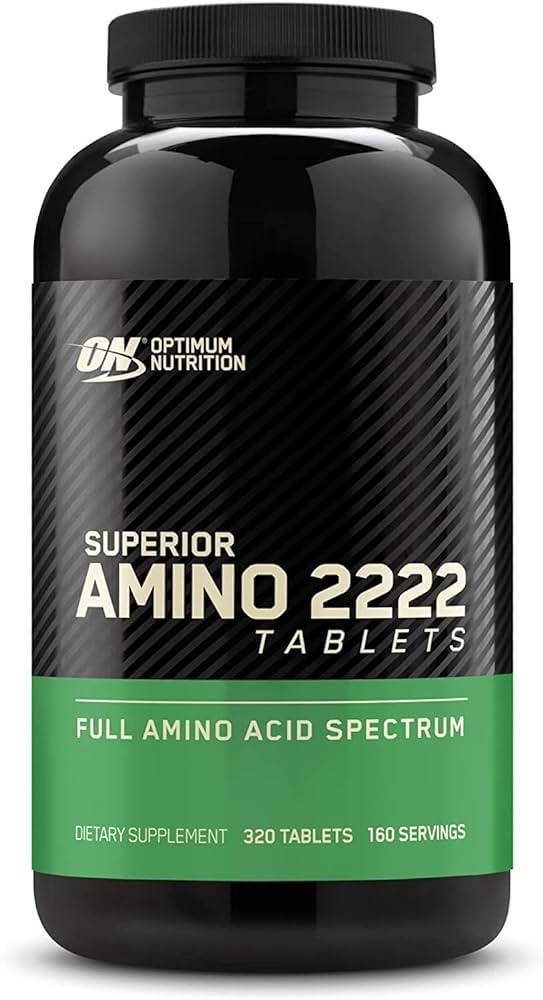 ON® OPTIMUM
NUTRITION
SUPERIOR
AMINO 2222
TABLETS
FULL AMINO ACID SPECTRUM
DIETARY SUPPLEMENT 320 TABLETS 160 SERVINGS